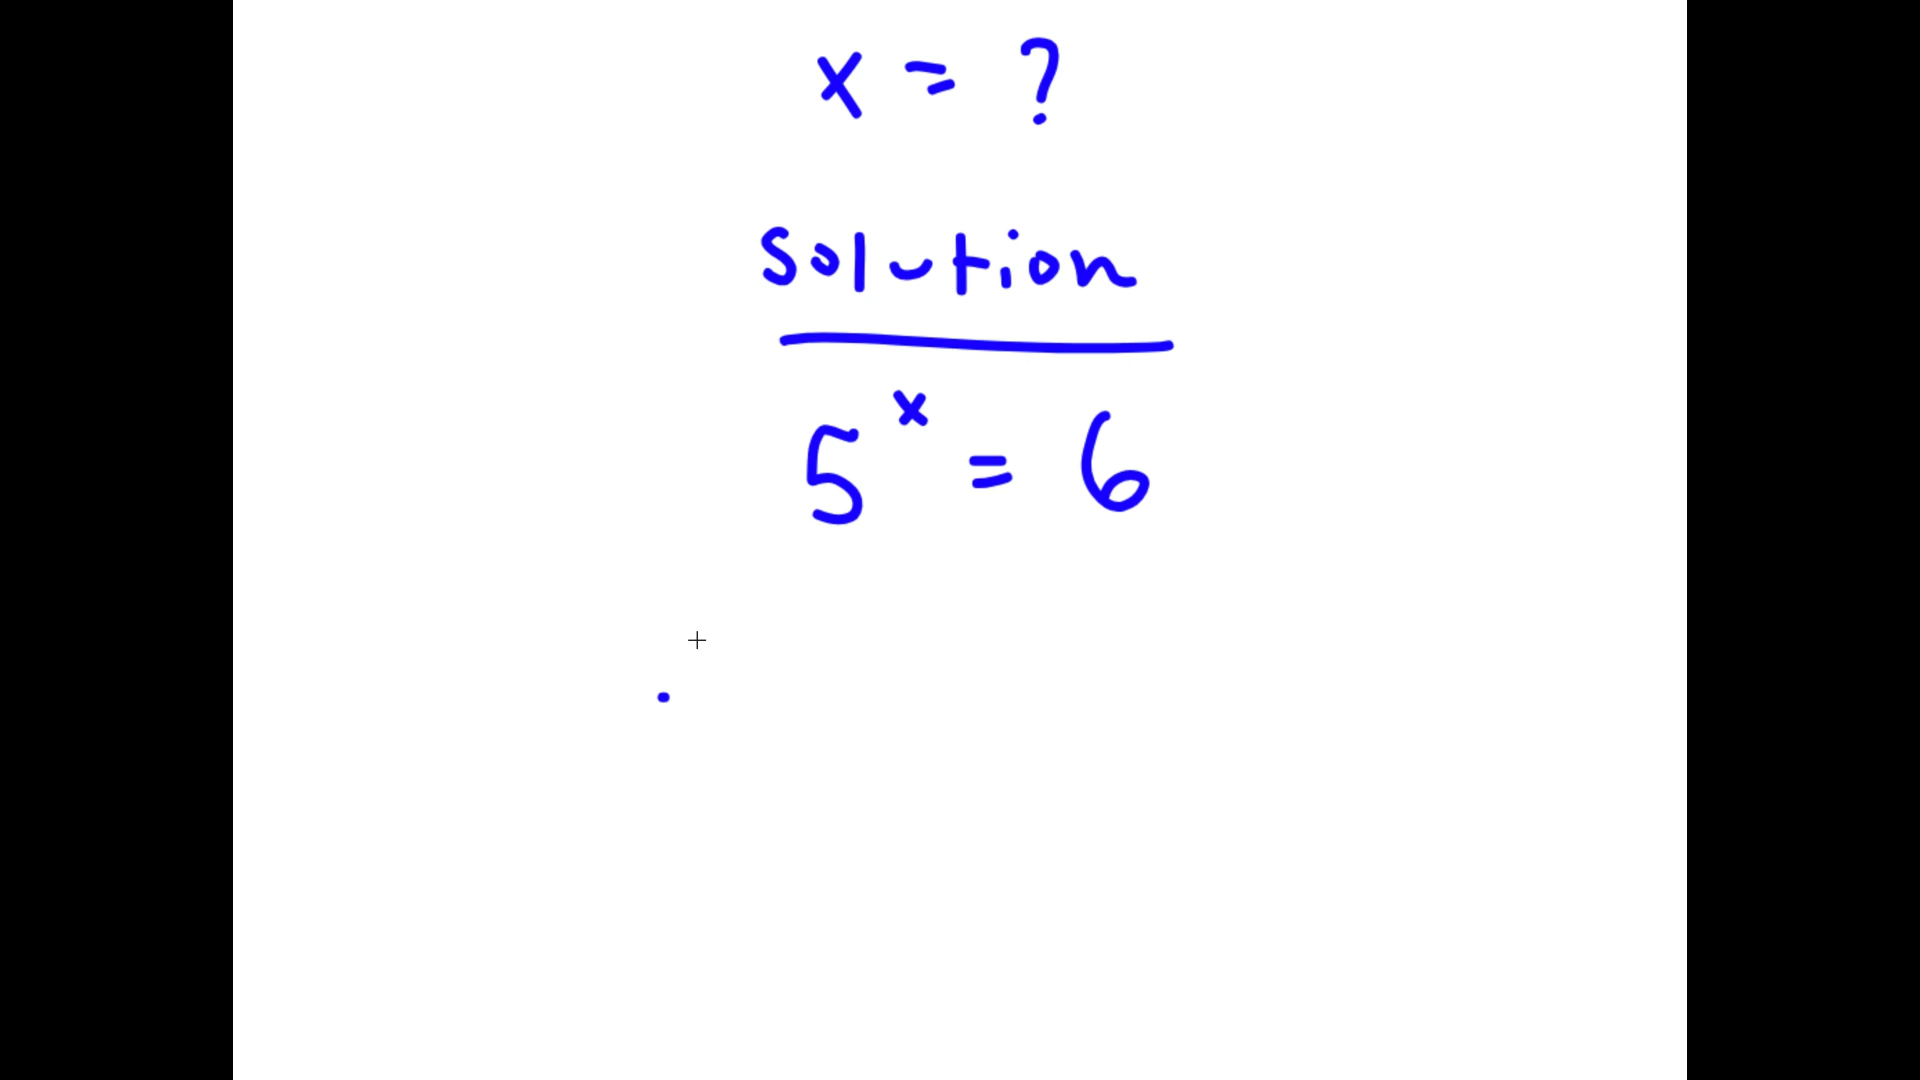 x = ?
solution
5^x = 6